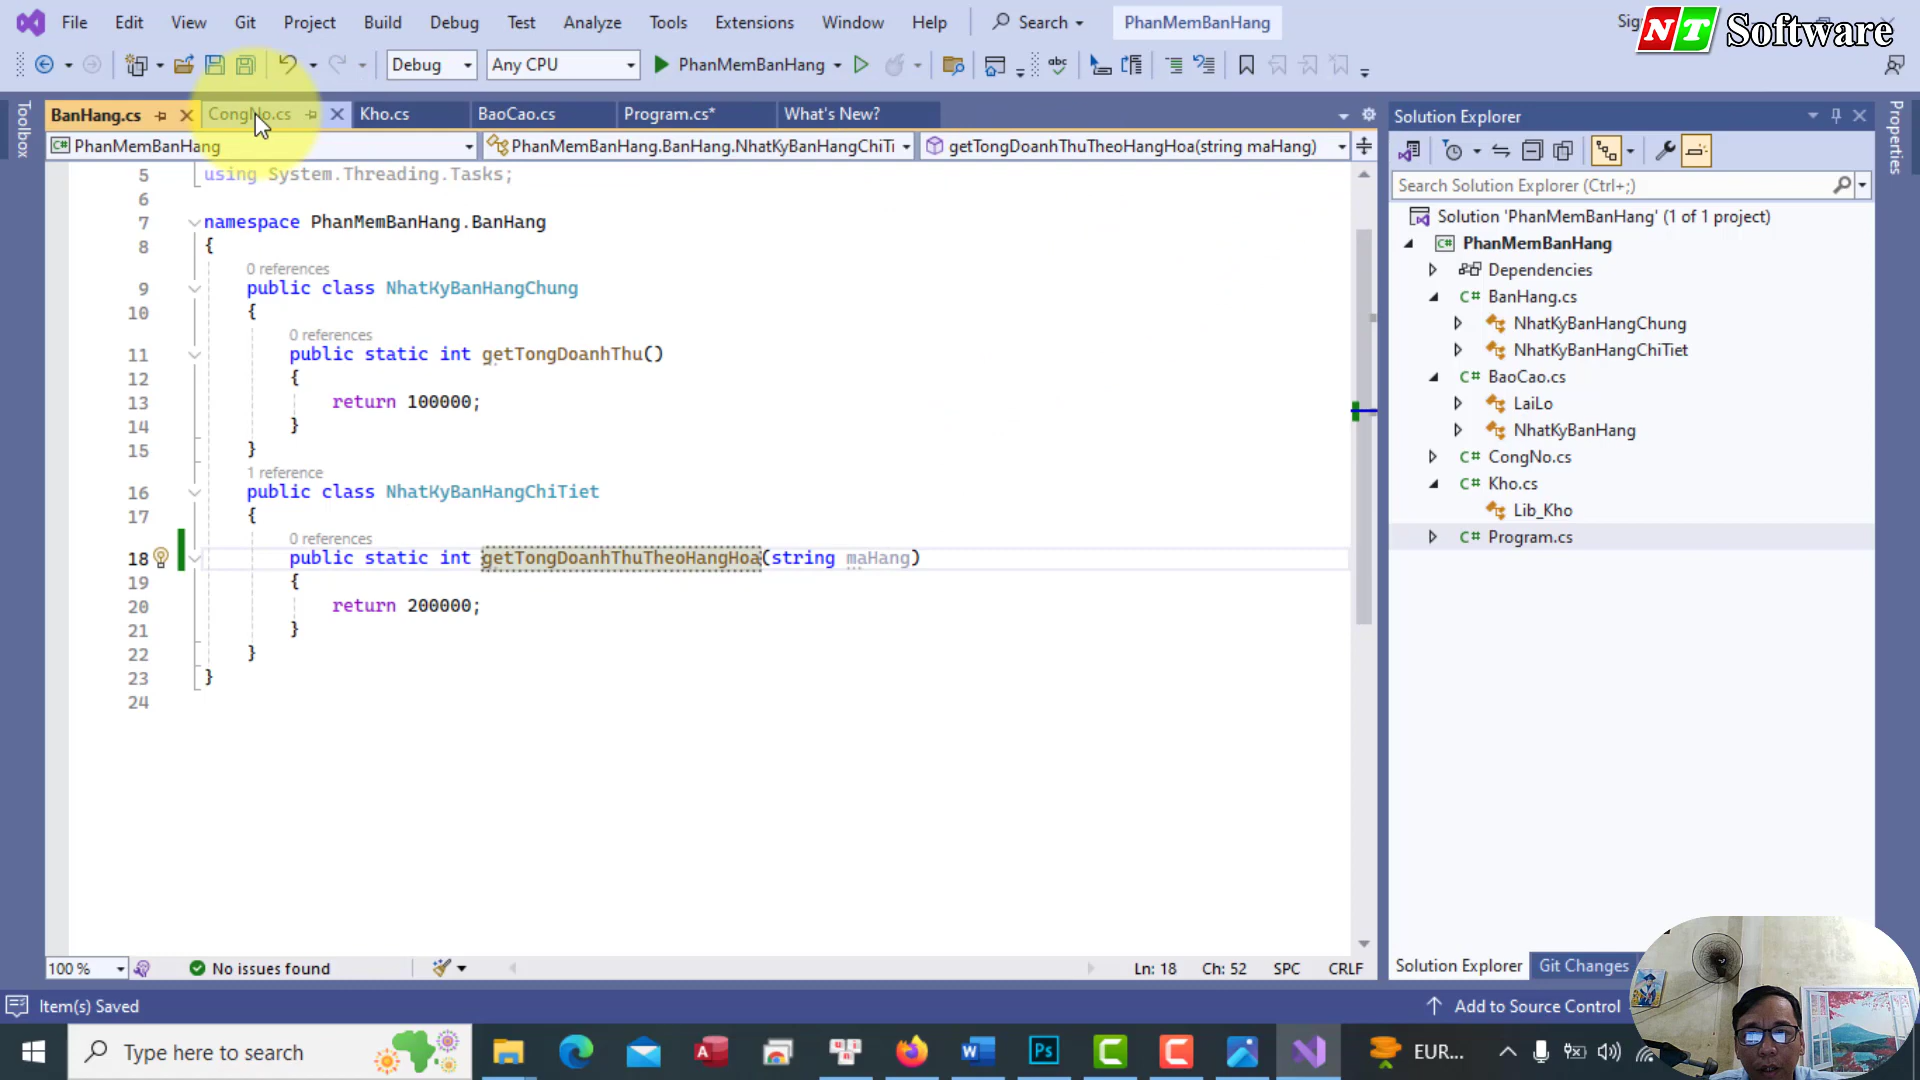 File Edit View Git Project Build Debug Test Analyze Tools Extensions Window Help Search PhanMemBanHang
NT Software
Debug Any CPU PhanMemBanHang
Toolbox
BanHang.cs CongNo.cs Kho.cs BaoCao.cs Program.cs* What's New?
PhanMemBanHang PhanMemBanHang.BanHang.NhatKyBanHangChiTi getTongDoanhThuTheoHangHoa(string maHang)
5 using System.Threading.Tasks;
6
7 namespace PhanMemBanHang.BanHang
8 {
0 references
9 public class NhatKyBanHangChung
10 {
0 references
11 public static int getTongDoanhThu()
12 {
13 return 100000;
14 }
15 }
1 reference
16 public class NhatKyBanHangChiTiet
17 {
0 references
18 public static int getTongDoanhThuTheoHangHoa(string maHang)
19 {
20 return 200000;
21 }
22 }
23 }
24
100 % No issues found Ln: 18 Ch: 52 SPC CRLF
Solution Explorer
Search Solution Explorer (Ctrl+;)
Solution 'PhanMemBanHang' (1 of 1 project)
C# PhanMemBanHang
Dependencies
C# BanHang.cs
NhatKyBanHangChung
NhatKyBanHangChiTiet
C# BaoCao.cs
LaiLo
NhatKyBanHang
C# CongNo.cs
C# Kho.cs
Lib_Kho
C# Program.cs
Solution Explorer Git Changes
Properties
Item(s) Saved Add to Source Control
Type here to search EUR...